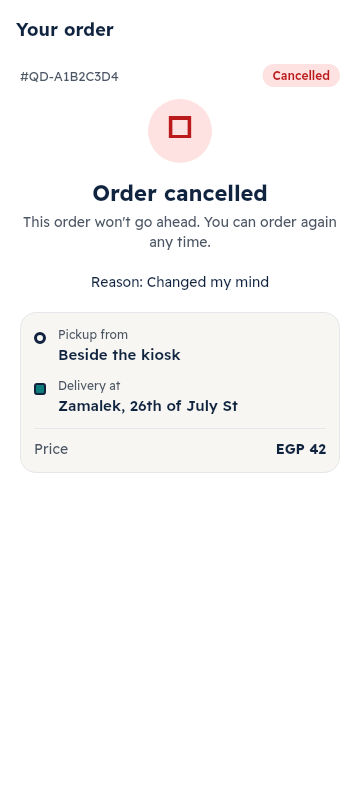 Your order
#QD-A1B2C3D4
Cancelled
Order cancelled
This order won't go ahead. You can order again
any time.
Reason: Changed my mind
Pickup from
Beside the kiosk
Delivery at
Zamalek, 26th of July St
Price
EGP 42